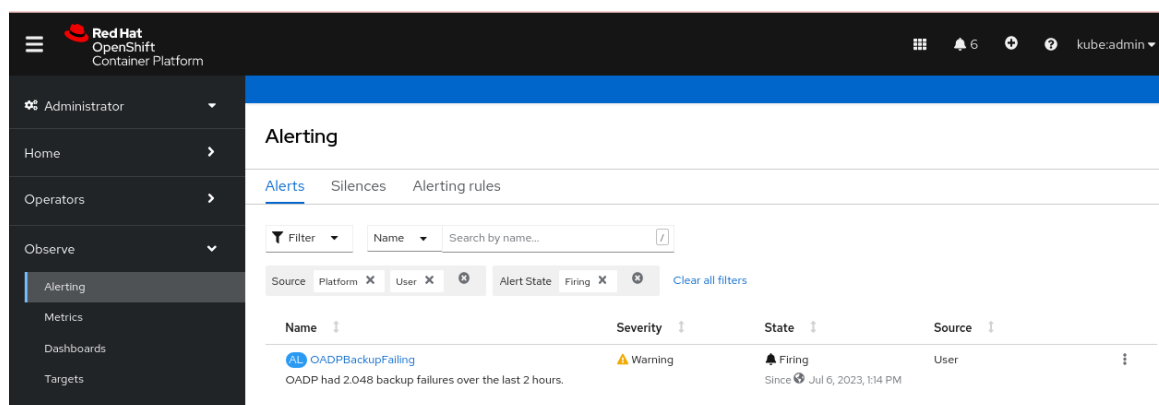 Red Hat
OpenShift
Container Platform
6
kube:admin
Administrator
Home
Operators
Observe
Alerting
Metrics
Dashboards
Targets
Alerting
Alerts Silences Alerting rules
Filter Name Search by name... /
Source Platform User Alert State Firing Clear all filters
Name Severity State Source
AL OADPBackupFailing Warning Firing User
OADP had 2.048 backup failures over the last 2 hours. Since Jul 6, 2023, 1:14 PM